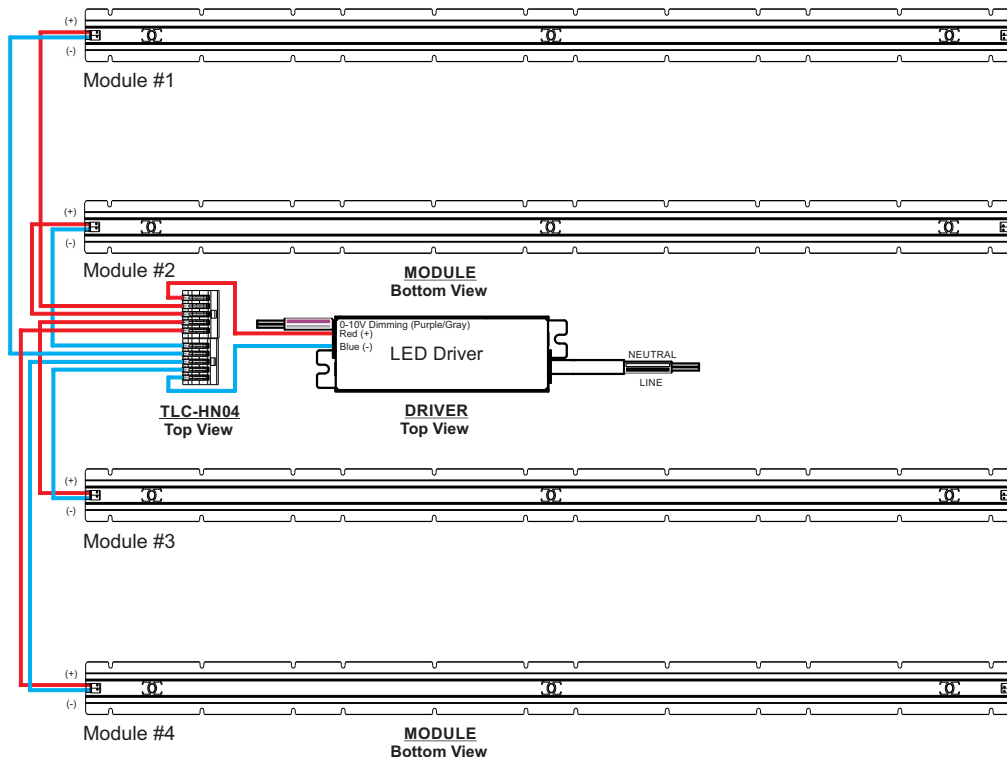 (+)
(-)
Module #1
(+)
(-)
Module #2
MODULE
Bottom View
0-10V Dimming (Purple/Gray)
Red (+)
Blue (-)
LED Driver
NEUTRAL
LINE
TLC-HN04
Top View
DRIVER
Top View
(+)
(-)
Module #3
(+)
(-)
Module #4
MODULE
Bottom View